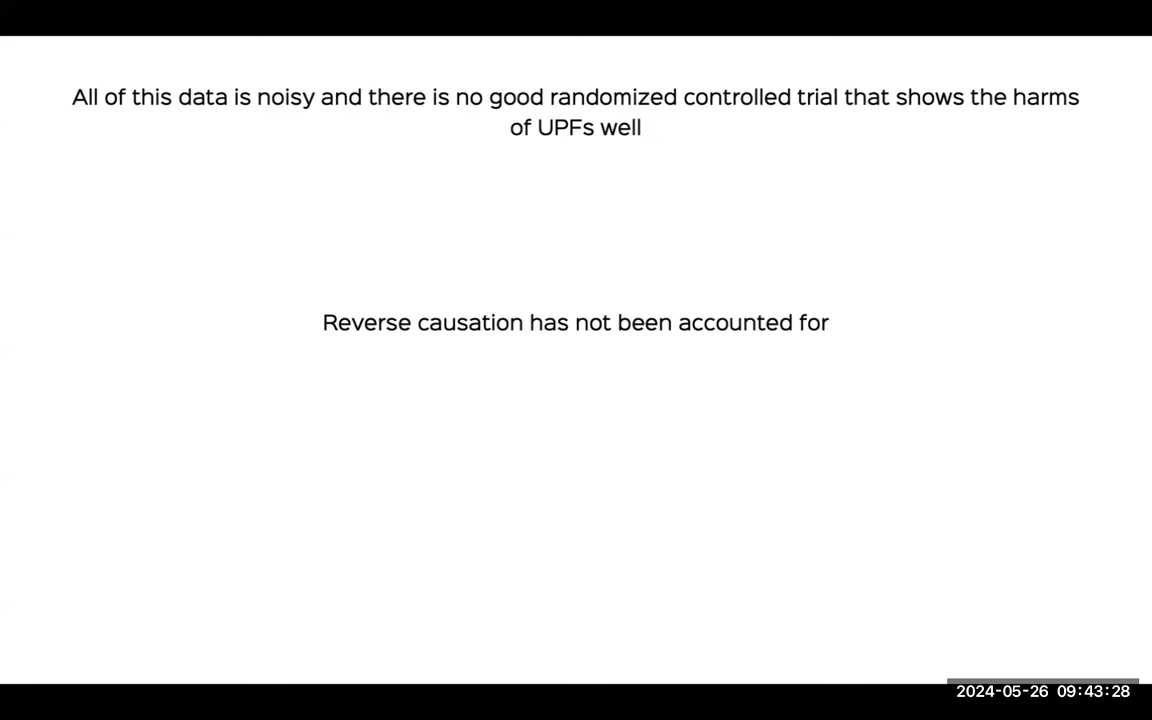 All of this data is noisy and there is no good randomized controlled trial that shows the harms
of UPFs well
Reverse causation has not been accounted for
2024-05-26 09:43:28